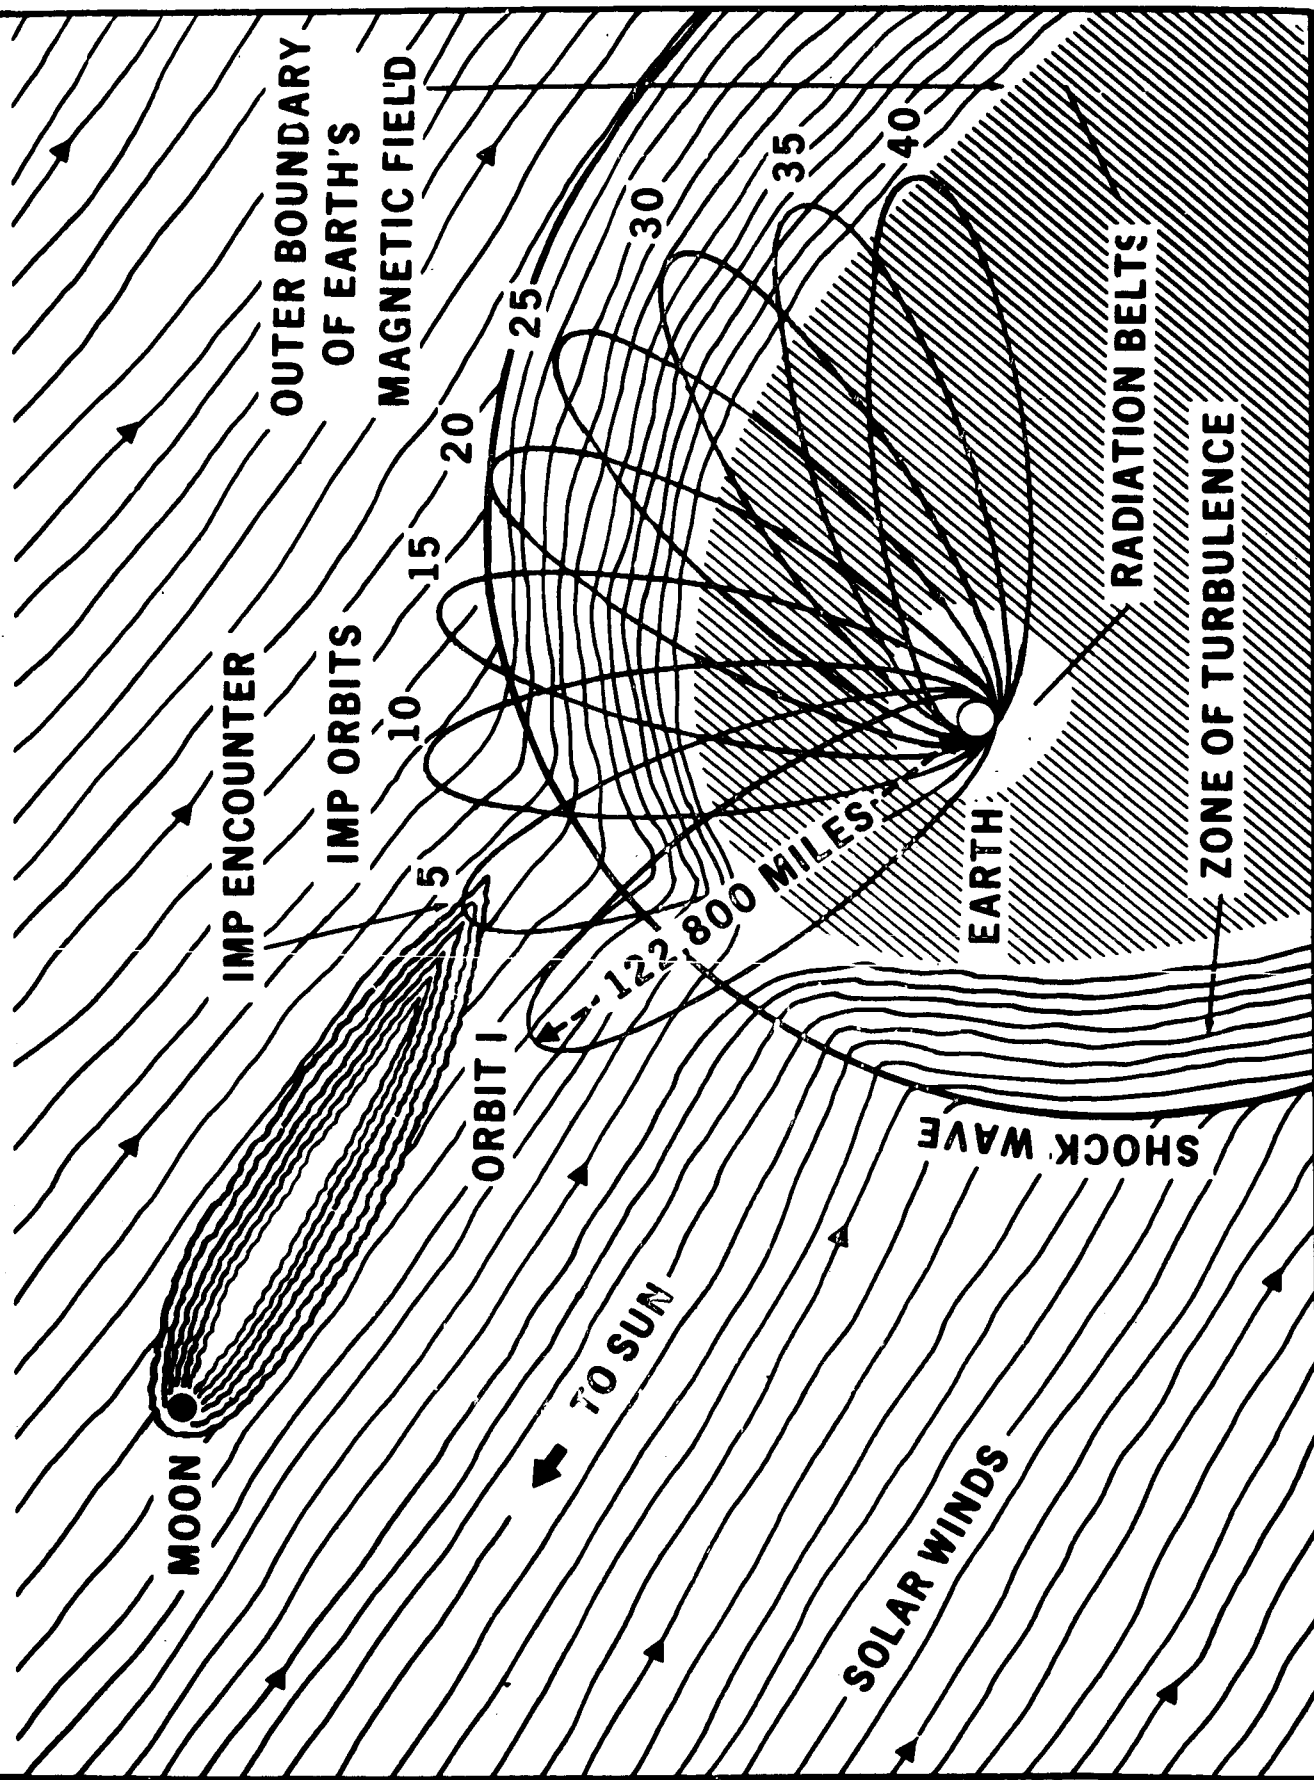 OUTER BOUNDARY
OF EARTH'S
MAGNETIC FIEL'D
IMP ENCOUNTER
IMP ORBITS
5
10
15
20
25
30
35
40
MOON
ORBIT I
122,800 MILES
TO SUN
EARTH
RADIATION BELTS
ZONE OF TURBULENCE
SHOCK WAVE
SOLAR WINDS